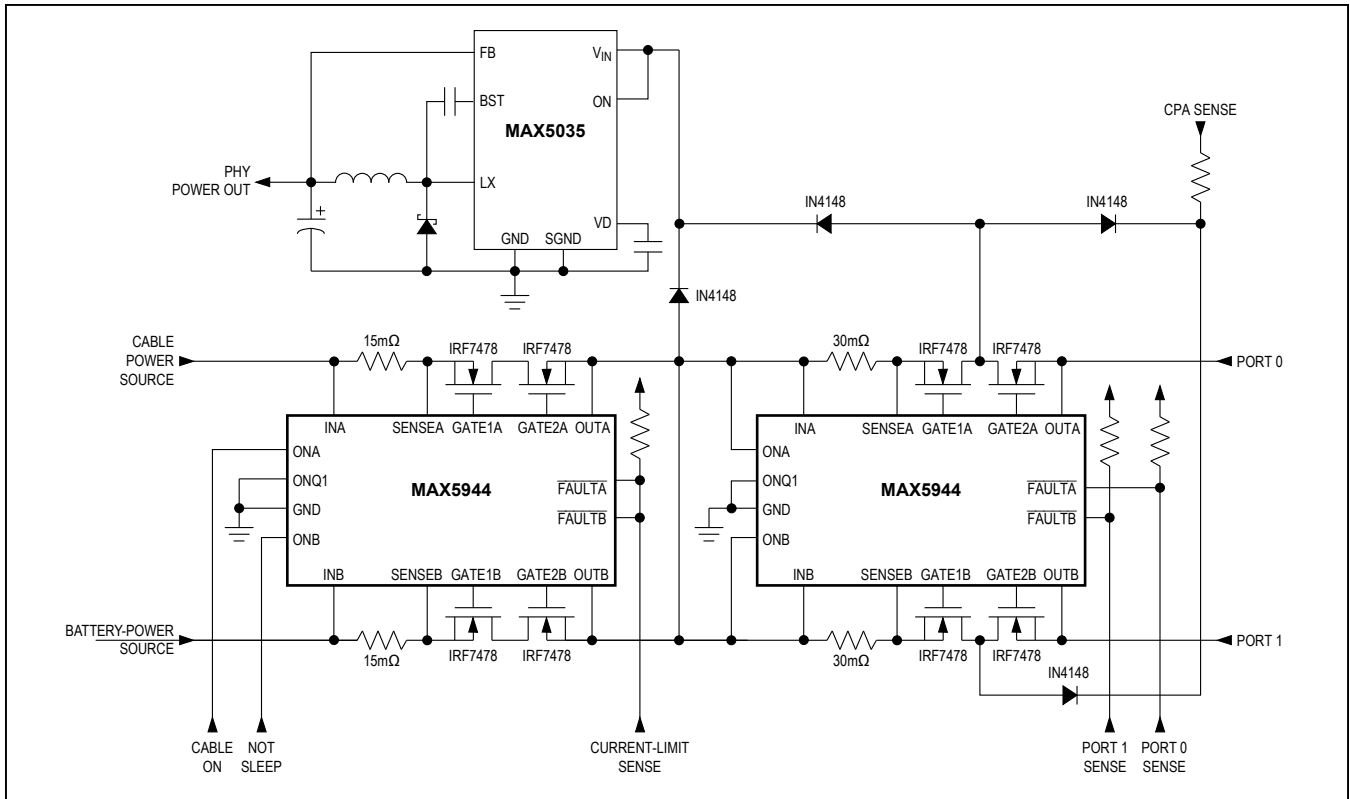 FB
V_IN
BST
ON
MAX5035
CPA SENSE
PHY
POWER OUT
LX
IN4148
IN4148
VD
GND
SGND
IN4148
CABLE
POWER
SOURCE
15mΩ
IRF7478
IRF7478
30mΩ
IRF7478
IRF7478
PORT 0
INA
SENSEA
GATE1A
GATE2A
OUTA
INA
SENSEA
GATE1A
GATE2A
OUTA
ONA
ONA
ONQ1
MAX5944
FAULTA
ONQ1
MAX5944
FAULTA
GND
FAULTB
GND
FAULTB
ONB
ONB
INB
SENSEB
GATE1B
GATE2B
OUTB
INB
SENSEB
GATE1B
GATE2B
OUTB
BATTERY-POWER
SOURCE
15mΩ
IRF7478
IRF7478
30mΩ
IRF7478
IRF7478
PORT 1
IN4148
CABLE
ON
NOT
SLEEP
CURRENT-LIMIT
SENSE
PORT 1
SENSE
PORT 0
SENSE